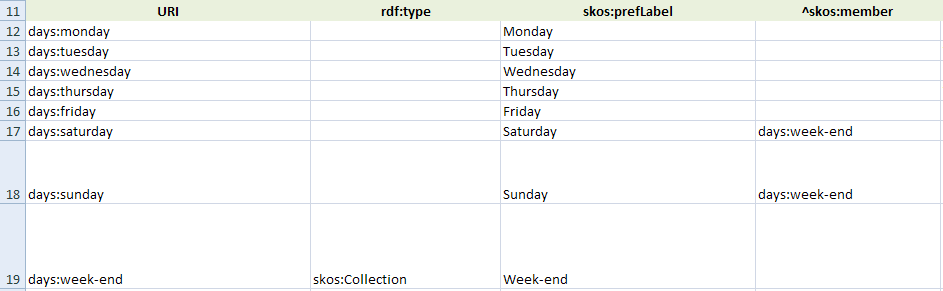 11 URI rdf:type skos:prefLabel ^skos:member
12 days:monday Monday
13 days:tuesday Tuesday
14 days:wednesday Wednesday
15 days:thursday Thursday
16 days:friday Friday
17 days:saturday Saturday days:week-end
18 days:sunday Sunday days:week-end
19 days:week-end skos:Collection Week-end